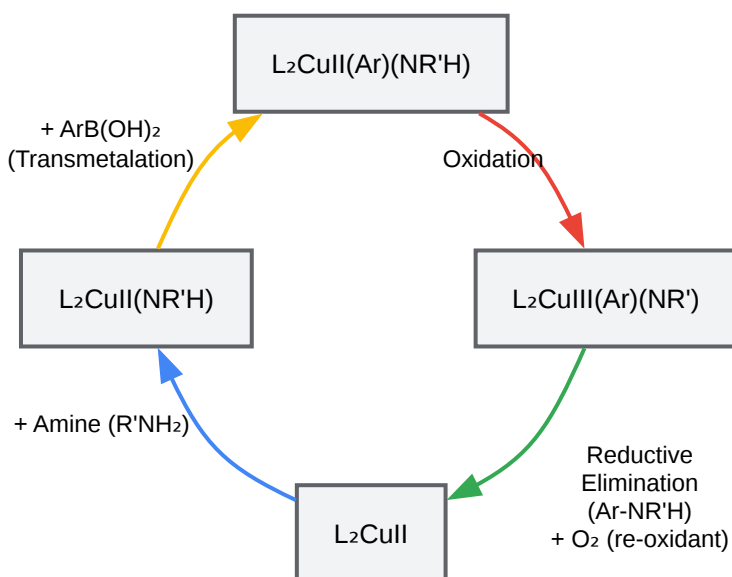 L₂CuII(Ar)(NR'H)
+ ArB(OH)₂
(Transmetalation)
Oxidation
L₂CuII(NR'H)
L₂CuIII(Ar)(NR')
+ Amine (R'NH₂)
Reductive
Elimination
(Ar-NR'H)
+ O₂ (re-oxidant)
L₂CuII